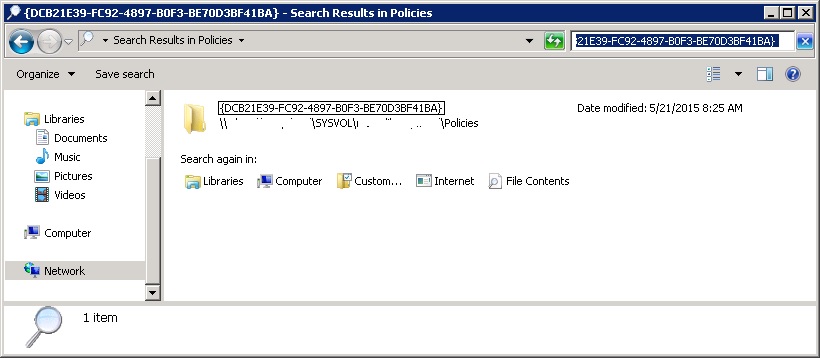 {DCB21E39-FC92-4897-B0F3-BE70D3BF41BA} - Search Results in Policies
Search Results in Policies
21E39-FC92-4897-B0F3-BE70D3BF41BA}
Organize Save search
Libraries
Documents
Music
Pictures
Videos
Computer
Network
{DCB21E39-FC92-4897-B0F3-BE70D3BF41BA}
\\ \SYSVOL\ \Policies
Date modified: 5/21/2015 8:25 AM
Search again in:
Libraries Computer Custom... Internet File Contents
1 item